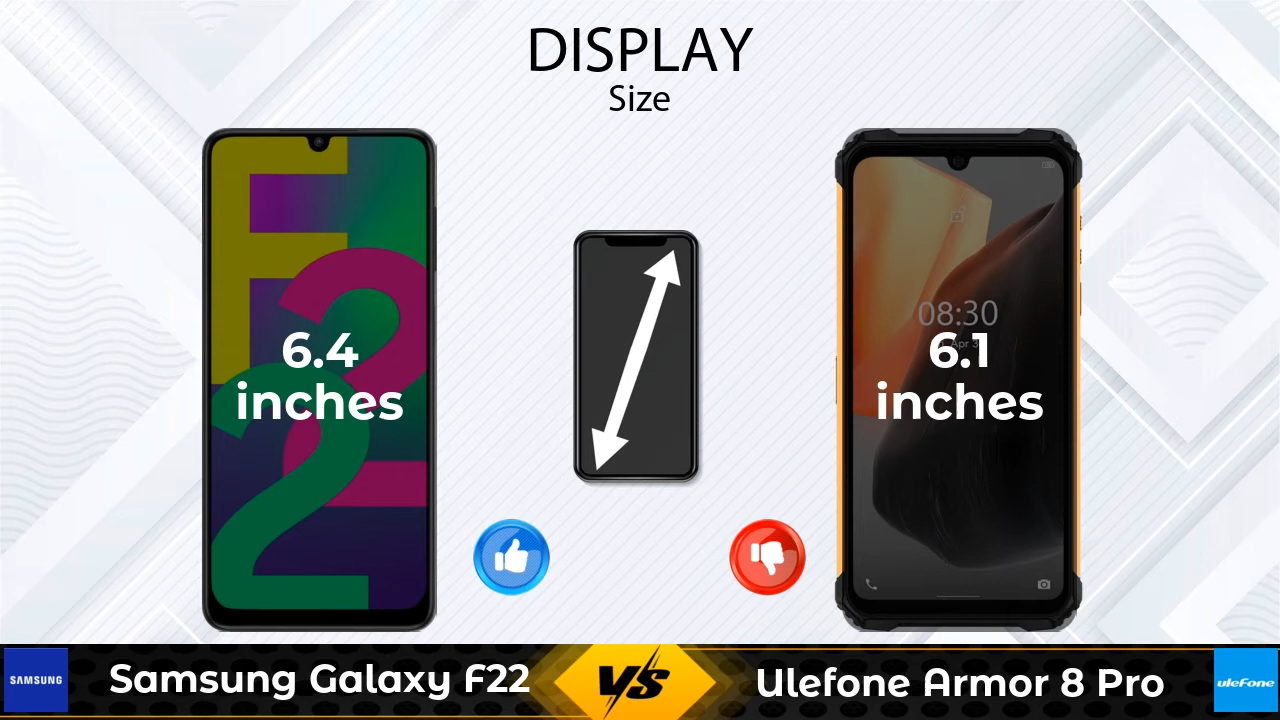 DISPLAY
Size
F22
6.4
inches
08:30
6.1
inches
SAMSUNG
Samsung Galaxy F22
VS
Ulefone Armor 8 Pro
uleFone